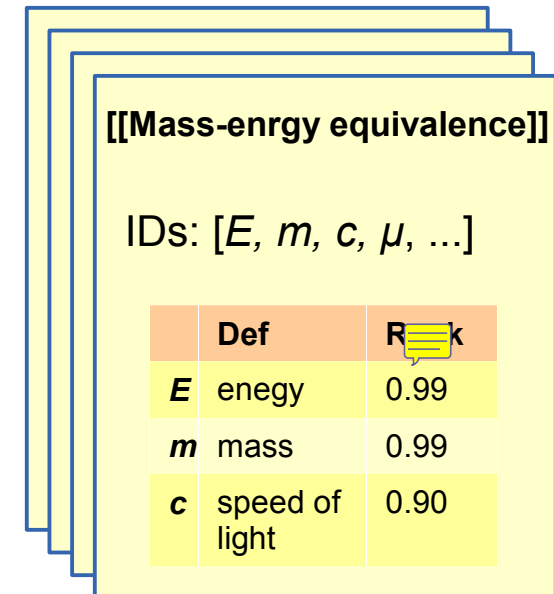 [[Mass-enrgy equivalence]]
IDs: [E, m, c, μ, ...]
Def
E enegy 0.99
m mass 0.99
c speed of 0.90
light